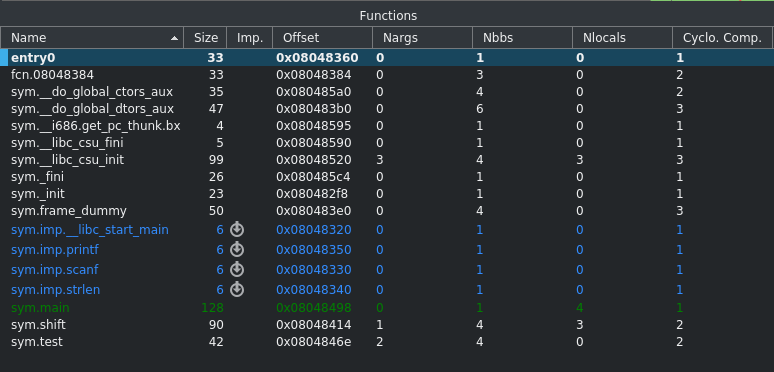 Functions
Name Size Imp. Offset Nargs Nbbs Nlocals Cyclo. Comp.
entry0 33 0x08048360 0 1 0 1
fcn.08048384 33 0x08048384 0 3 0 2
sym.__do_global_ctors_aux 35 0x080485a0 0 4 0 2
sym.__do_global_dtors_aux 47 0x080483b0 0 6 0 3
sym.__i686.get_pc_thunk.bx 4 0x08048595 0 1 0 1
sym.__libc_csu_fini 5 0x08048590 0 1 0 1
sym.__libc_csu_init 99 0x08048520 3 4 3 3
sym._fini 26 0x080485c4 0 1 0 1
sym._init 23 0x080482f8 0 1 0 1
sym.frame_dummy 50 0x080483e0 0 4 0 3
sym.imp.__libc_start_main 6 0x08048320 0 1 0 1
sym.imp.printf 6 0x08048350 0 1 0 1
sym.imp.scanf 6 0x08048330 0 1 0 1
sym.imp.strlen 6 0x08048340 0 1 0 1
sym.main 128 0x08048498 0 1 4 1
sym.shift 90 0x08048414 1 4 3 2
sym.test 42 0x0804846e 2 4 0 2